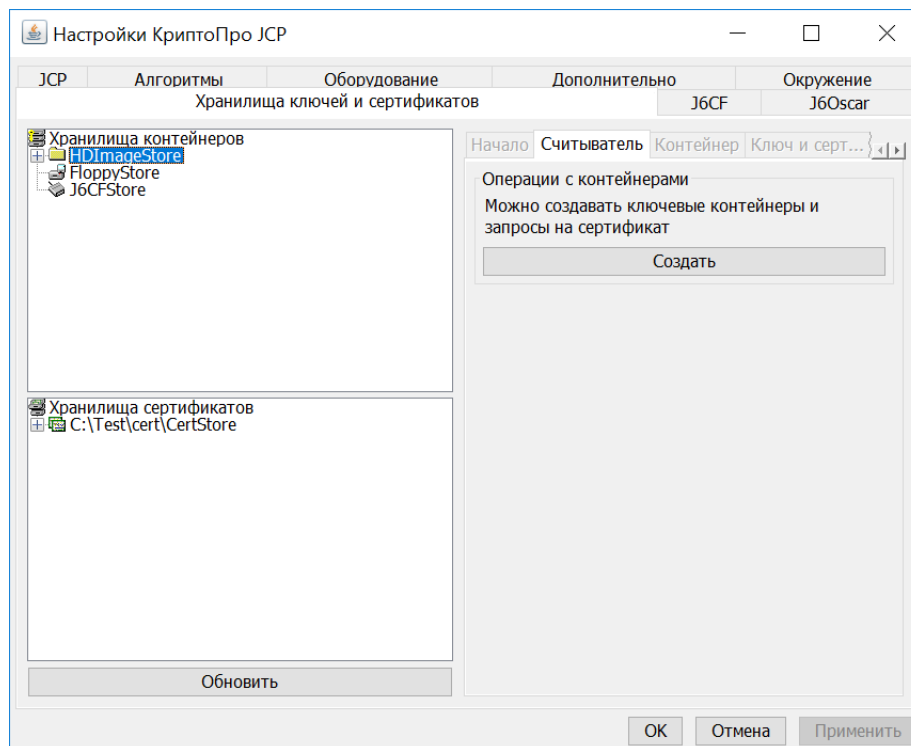 Настройки КриптоПро JCP
JCP Алгоритмы Оборудование Дополнительно Окружение
Хранилища ключей и сертификатов J6CF J6Oscar
Хранилища контейнеров
HDImageStore
FloppyStore
J6CFStore
Хранилища сертификатов
C:\Test\cert\CertStore
Обновить
Начало Считыватель Контейнер Ключ и серт...
Операции с контейнерами
Можно создавать ключевые контейнеры и
запросы на сертификат
Создать
OK Отмена Применить